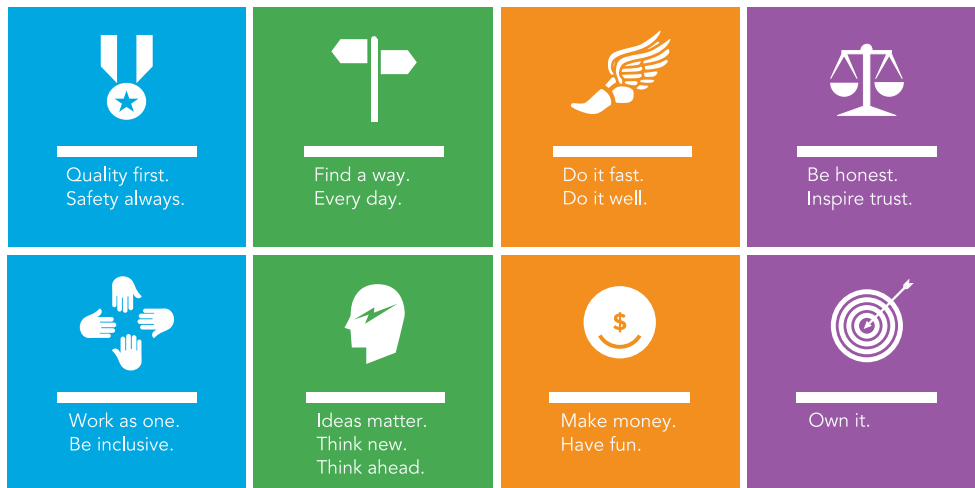 Quality first.
Safety always.
Find a way.
Every day.
Do it fast.
Do it well.
Be honest.
Inspire trust.
Work as one.
Be inclusive.
Ideas matter.
Think new.
Think ahead.
$
Make money.
Have fun.
Own it.